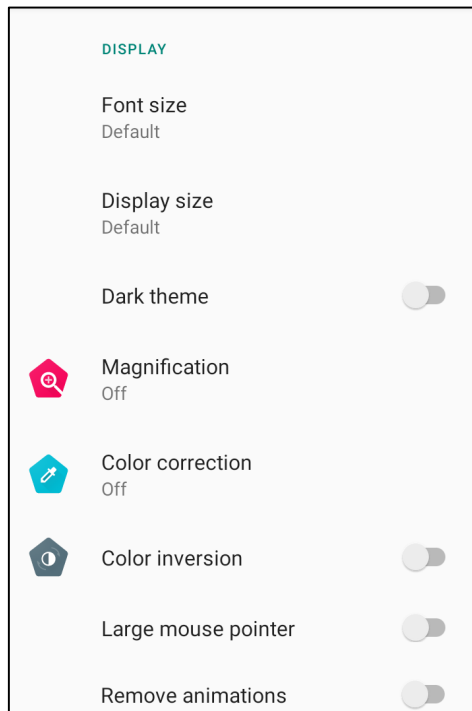 DISPLAY
Font size
Default
Display size
Default
Dark theme
Magnification
Off
Color correction
Off
Color inversion
Large mouse pointer
Remove animations